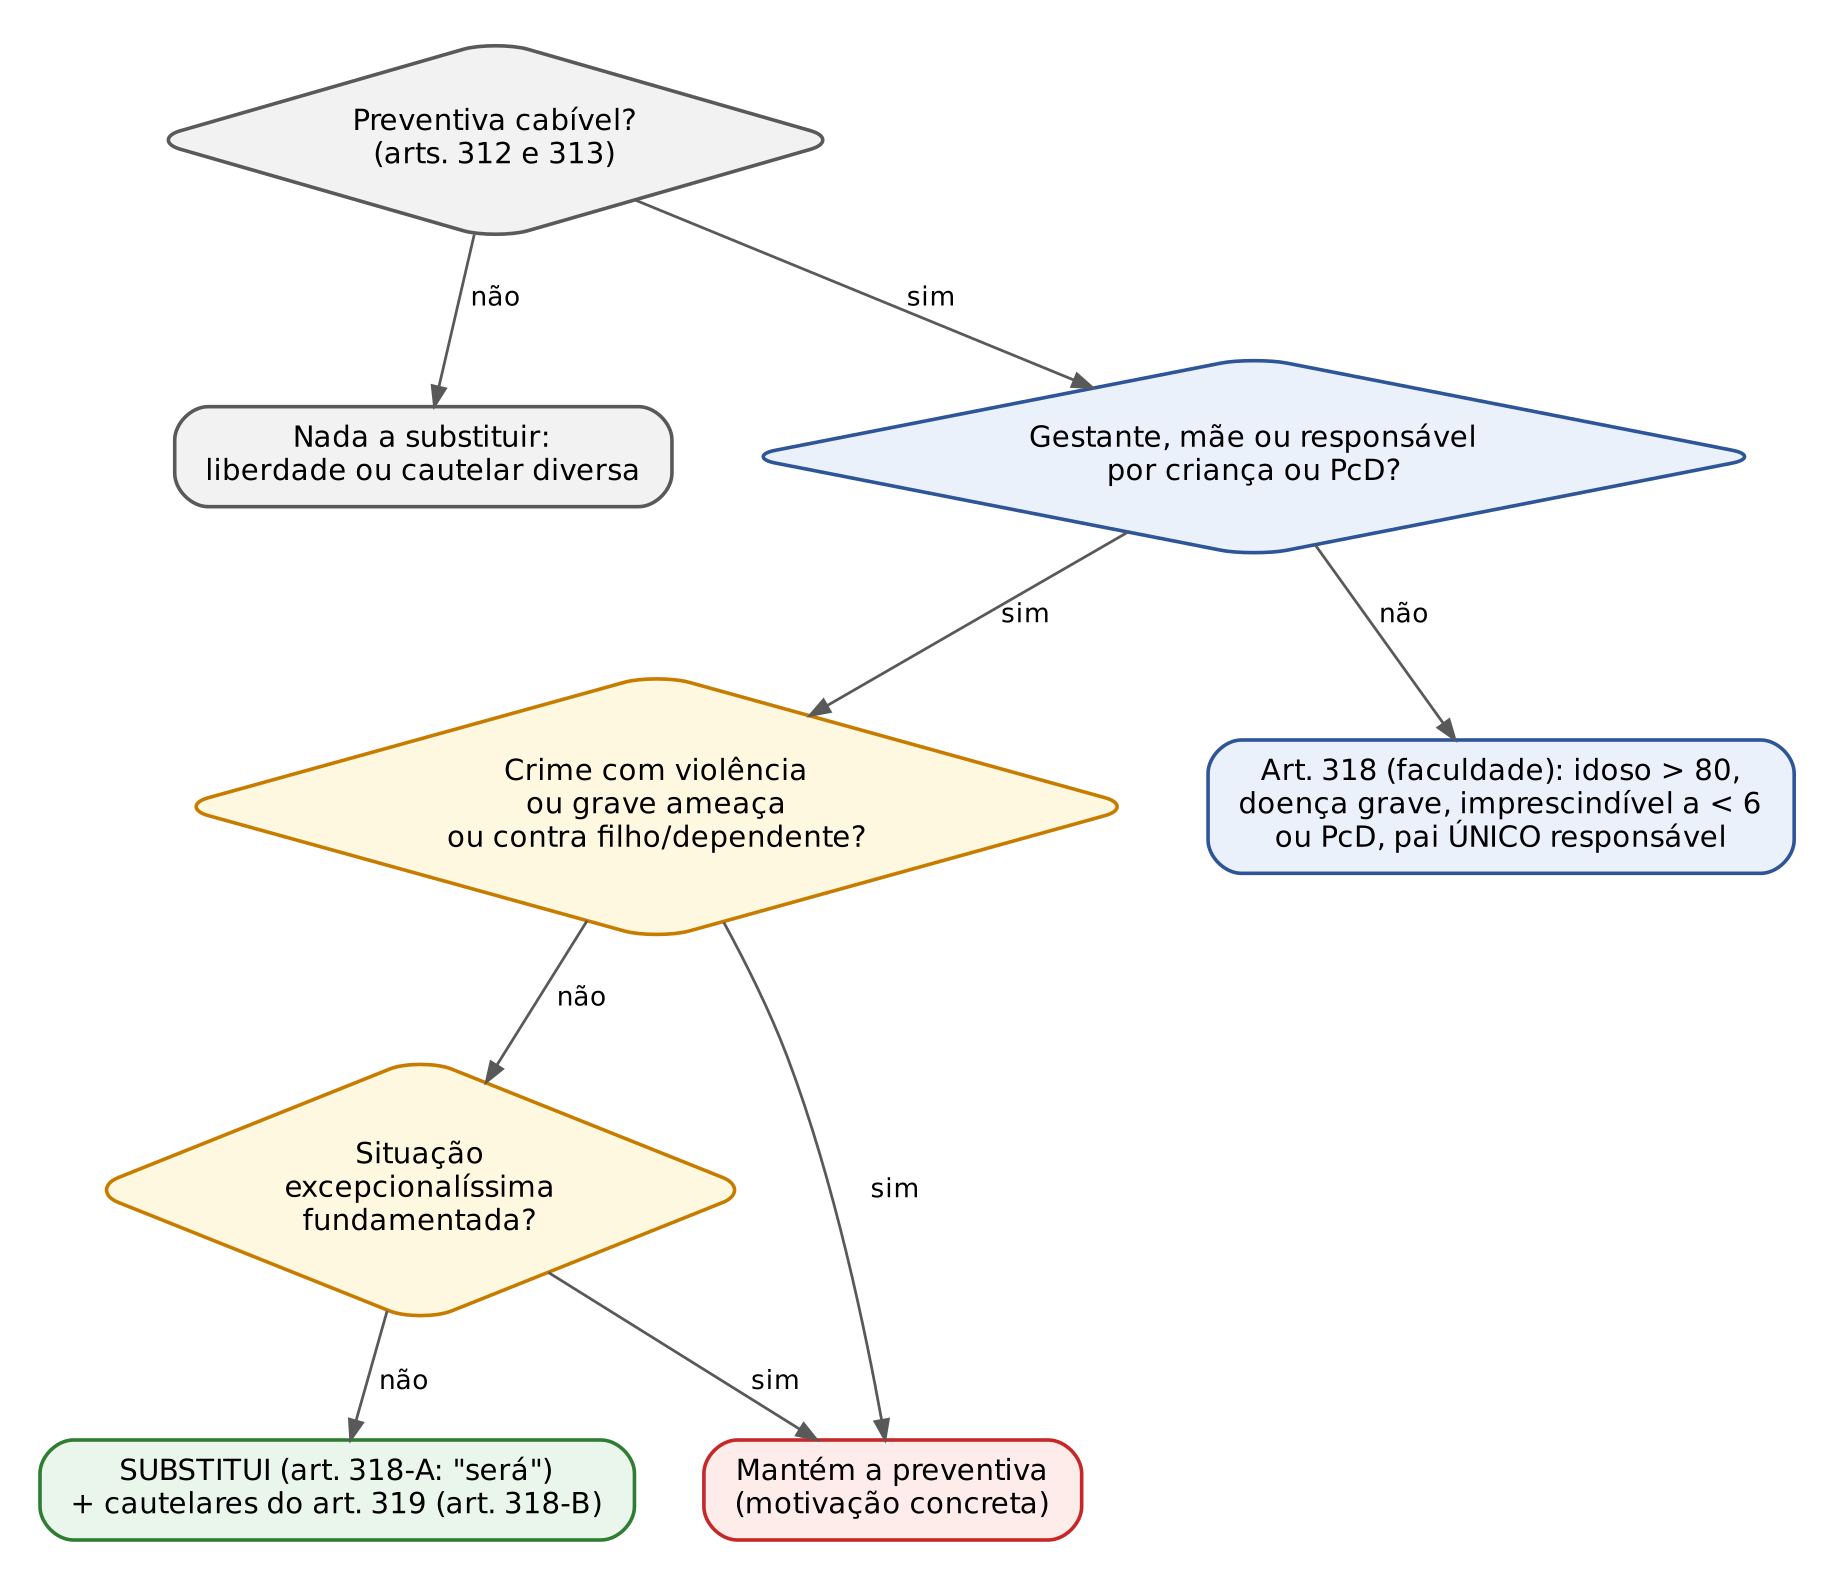 Preventiva cabível?
(arts. 312 e 313)
não
sim
Nada a substituir:
liberdade ou cautelar diversa
Gestante, mãe ou responsável
por criança ou PcD?
sim
não
Crime com violência
ou grave ameaça
ou contra filho/dependente?
Art. 318 (faculdade): idoso > 80,
doença grave, imprescindível a < 6
ou PcD, pai ÚNICO responsável
não
sim
Situação
excepcionalíssima
fundamentada?
não
sim
SUBSTITUI (art. 318-A: "será")
+ cautelares do art. 319 (art. 318-B)
Mantém a preventiva
(motivação concreta)